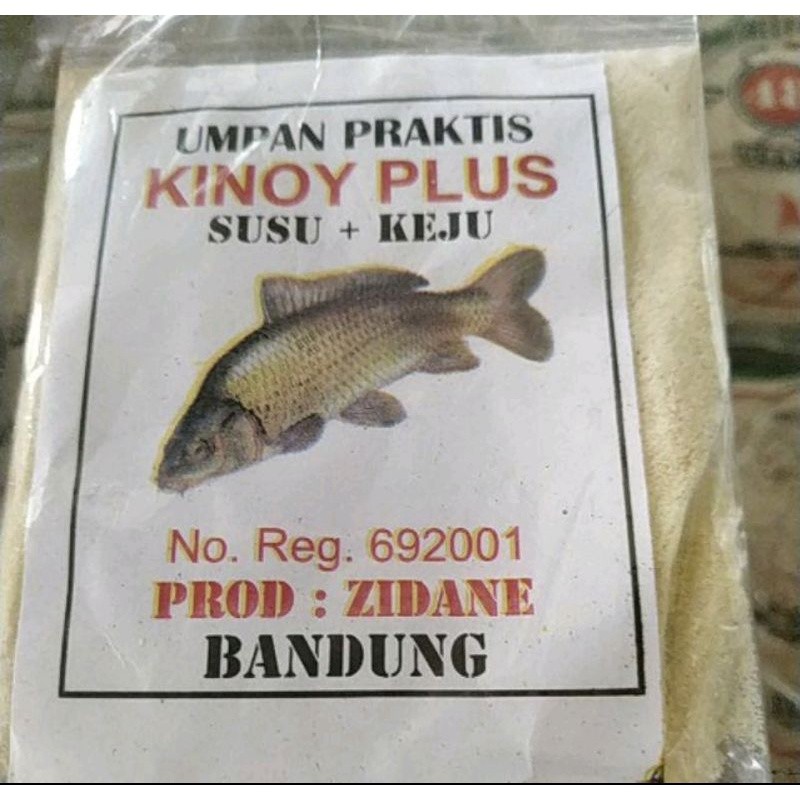 UMPAN PRAKTIS
KINOY PLUS
SUSU + KEJU
No. Reg. 692001
PROD : ZIDANE
BANDUNG